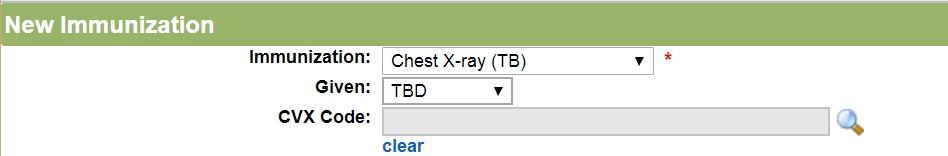 New Immunization
Immunization: Chest X-ray (TB) *
Given: TBD
CVX Code:
clear